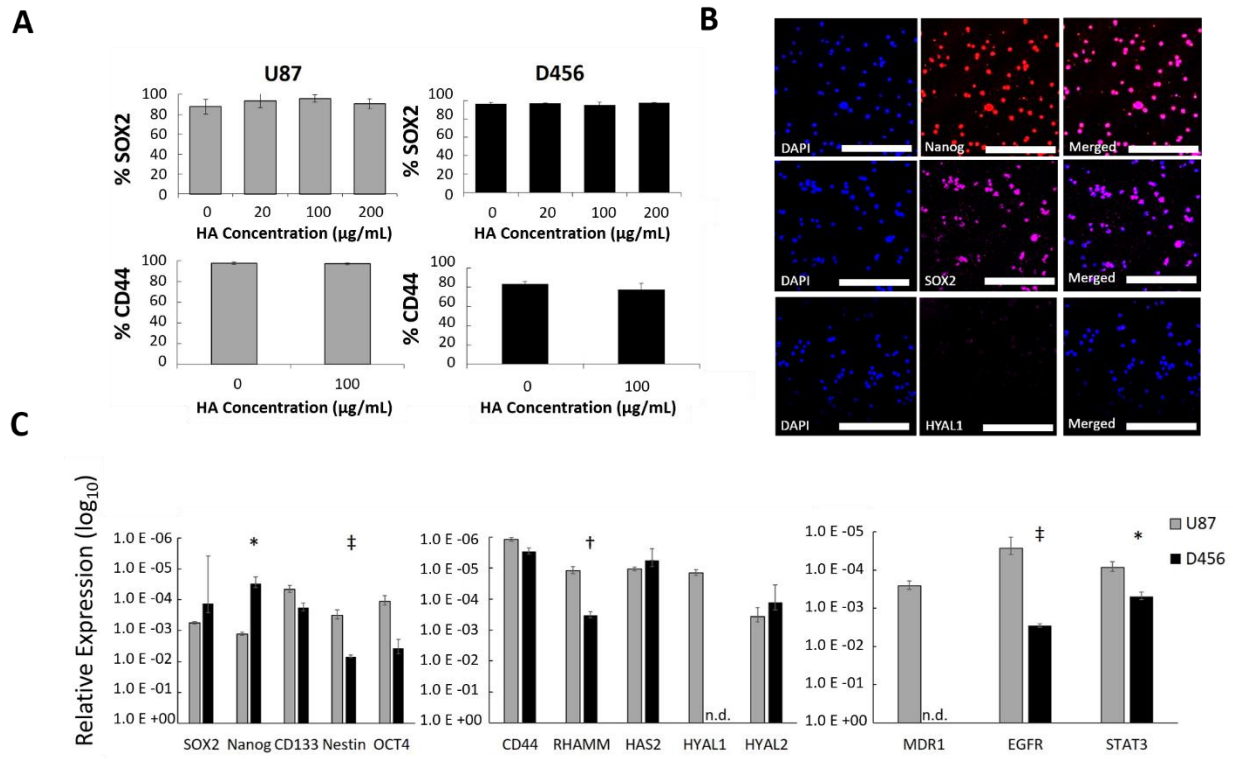 A
B
U87
D456
% SOX2
100
80
60
40
20
0
0 20 100 200
HA Concentration (µg/mL)
% SOX2
100
80
60
40
20
0
0 20 100 200
HA Concentration (µg/mL)
% CD44
100
80
60
40
20
0
0 100
HA Concentration (µg/mL)
% CD44
100
80
60
40
20
0
0 100
HA Concentration (µg/mL)
DAPI Nanog Merged
DAPI SOX2 Merged
DAPI HYAL1 Merged
C
Relative Expression (log10)
1.0 E -06
1.0 E -05
1.0 E -04
1.0 E -03
1.0 E -02
1.0 E -01
1.0 E +00
* ‡
SOX2 Nanog CD133 Nestin OCT4
1.0 E -06
1.0 E -05
1.0 E -04
1.0 E -03
1.0 E -02
1.0 E -01
1.0 E +00
†
n.d.
CD44 RHAMM HAS2 HYAL1 HYAL2
1.0 E -05
1.0 E -04
1.0 E -03
1.0 E -02
1.0 E -01
1.0 E +00
‡ *
n.d.
MDR1 EGFR STAT3
U87
D456